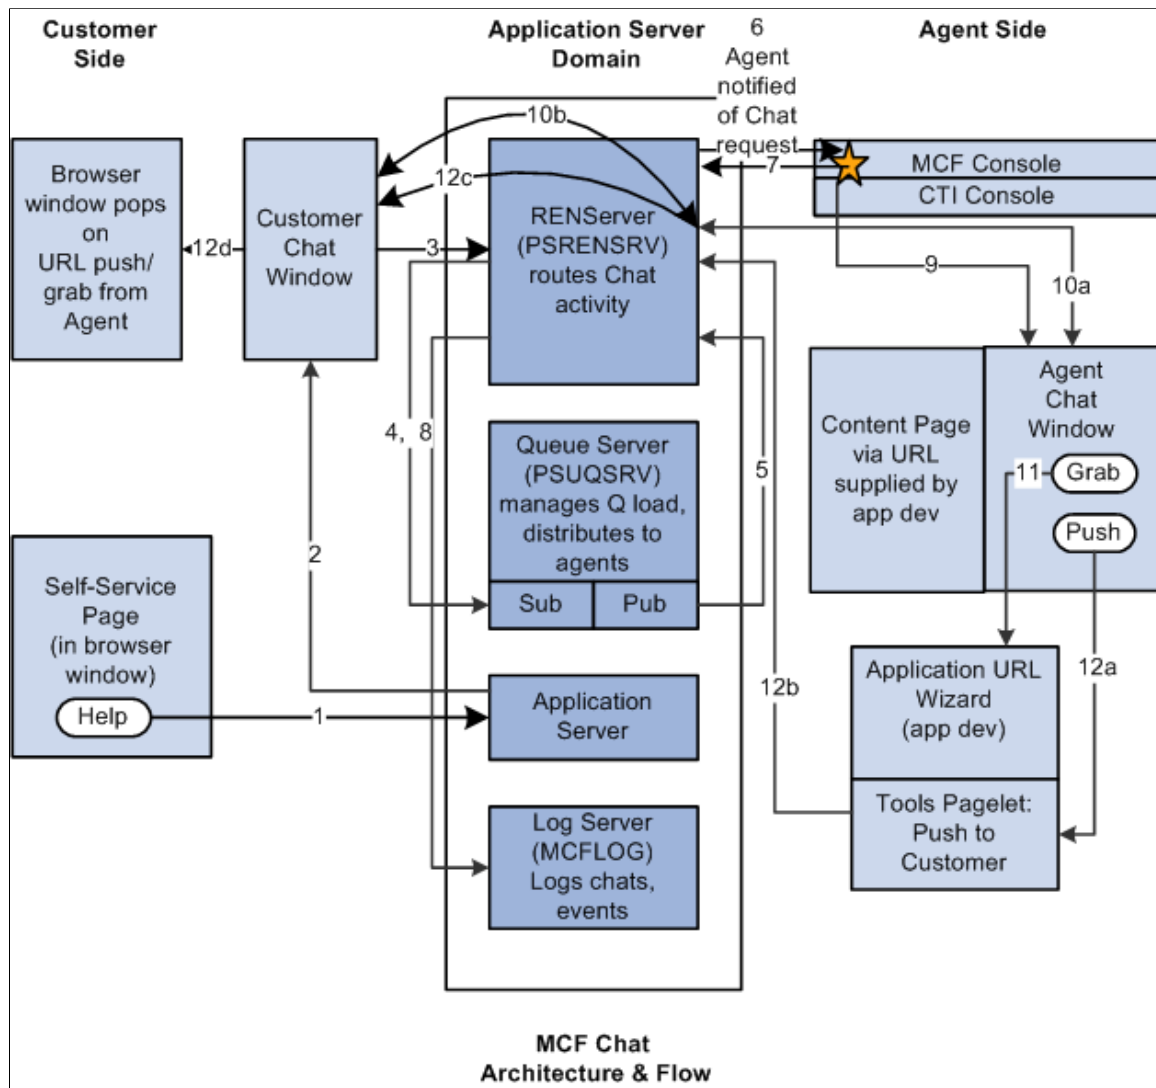 Customer
Side
Application Server
Domain
Agent Side
6
Agent
notified
of Chat
request
Browser
window pops
on
URL push/
grab from
Agent
12d
Customer
Chat
Window
10b
12c
3
RENServer
(PSRENSRV)
routes Chat
activity
7
MCF Console
CTI Console
9
10a
4, 8
Queue Server
(PSUQSRV)
manages Q load,
distributes to
agents
Sub
Pub
5
Content Page
via URL
supplied by
app dev
Agent
Chat
Window
Grab
Push
11
2
Self-Service
Page
(in browser
window)
Help
1
Application
Server
12b
Application URL
Wizard
(app dev)
12a
Tools Pagelet:
Push to
Customer
Log Server
(MCFLOG)
Logs chats,
events
MCF Chat
Architecture & Flow